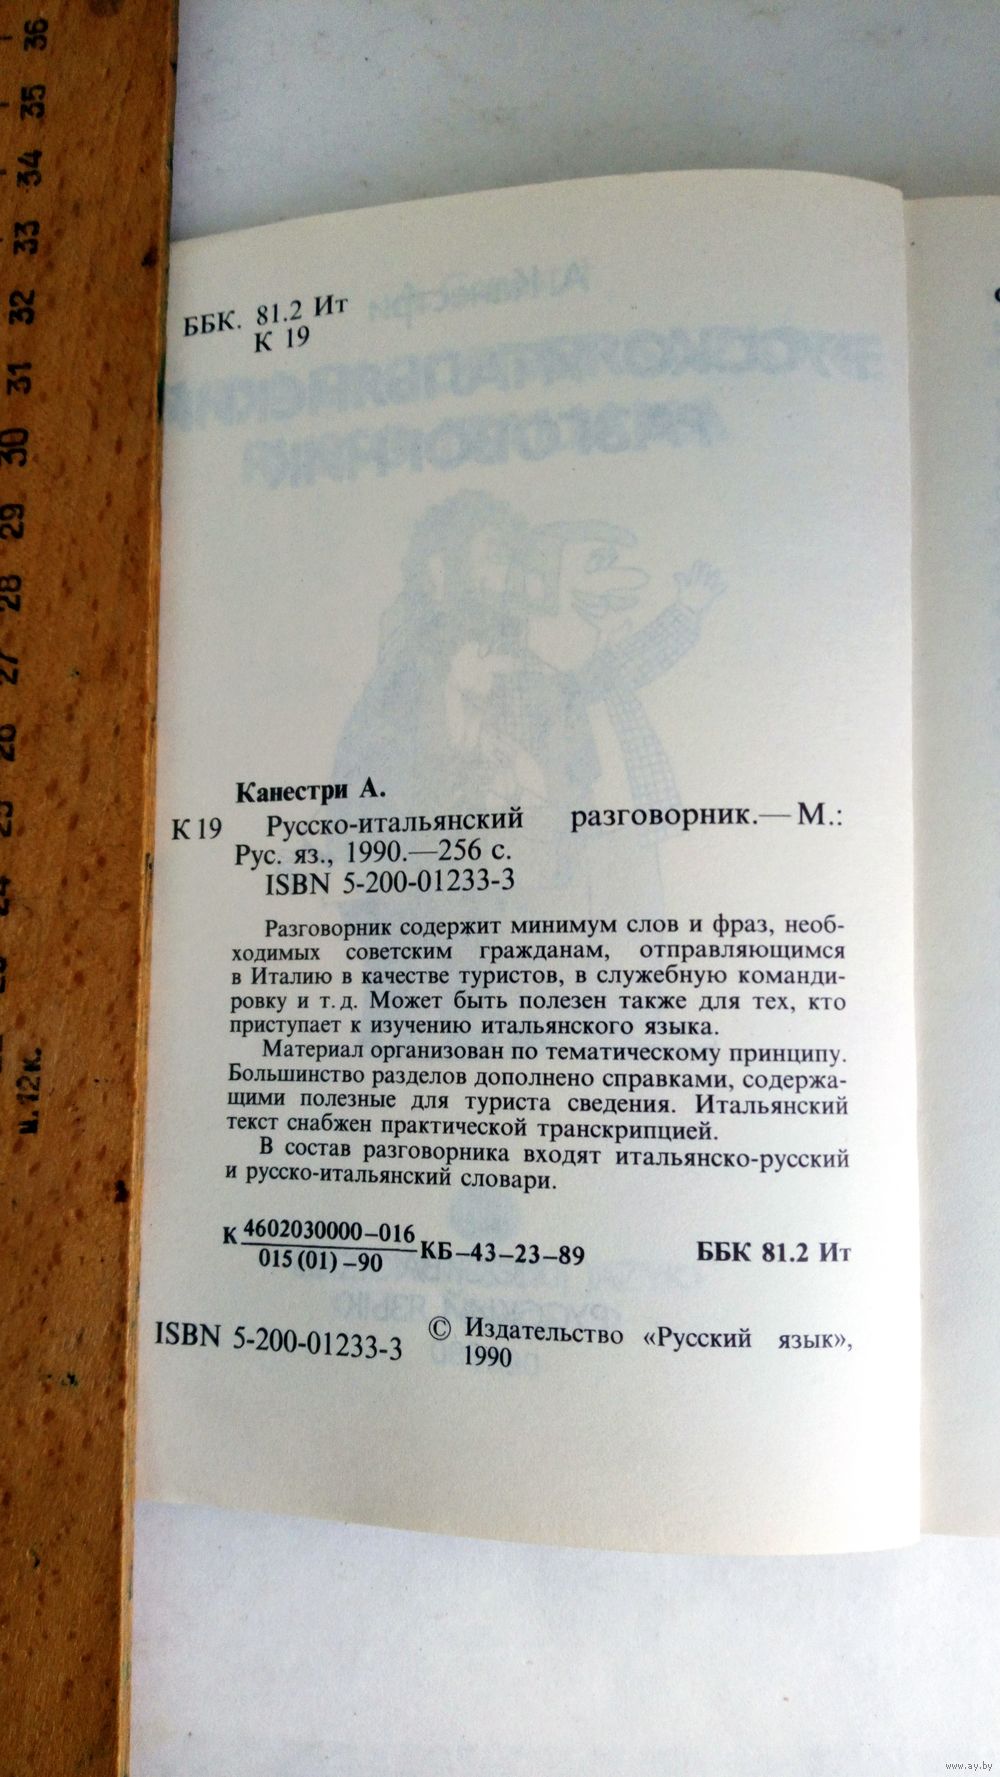 ББК. 81.2 Ит
К 19
Канестри А.
К 19 Русско-итальянский разговорник.— М.:
Рус. яз., 1990.—256 с.
ISBN 5-200-01233-3
Разговорник содержит минимум слов и фраз, необ-
ходимых советским гражданам, отправляющимся
в Италию в качестве туристов, в служебную команди-
ровку и т. д. Может быть полезен также для тех, кто
приступает к изучению итальянского языка.
Материал организован по тематическому принципу.
Большинство разделов дополнено справками, содержа-
щими полезные для туриста сведения. Итальянский
текст снабжен практической транскрипцией.
В состав разговорника входят итальянско-русский
и русско-итальянский словари.
К 4602030000–016
015 (01) –90
КБ–43–23–89
ББК 81.2 Ит
ISBN 5-200-01233-3
© Издательство «Русский язык»,
1990
36
35
34
33
32
31
30
29
28
27
26
25
24
23
м.12к.
www.ay.by